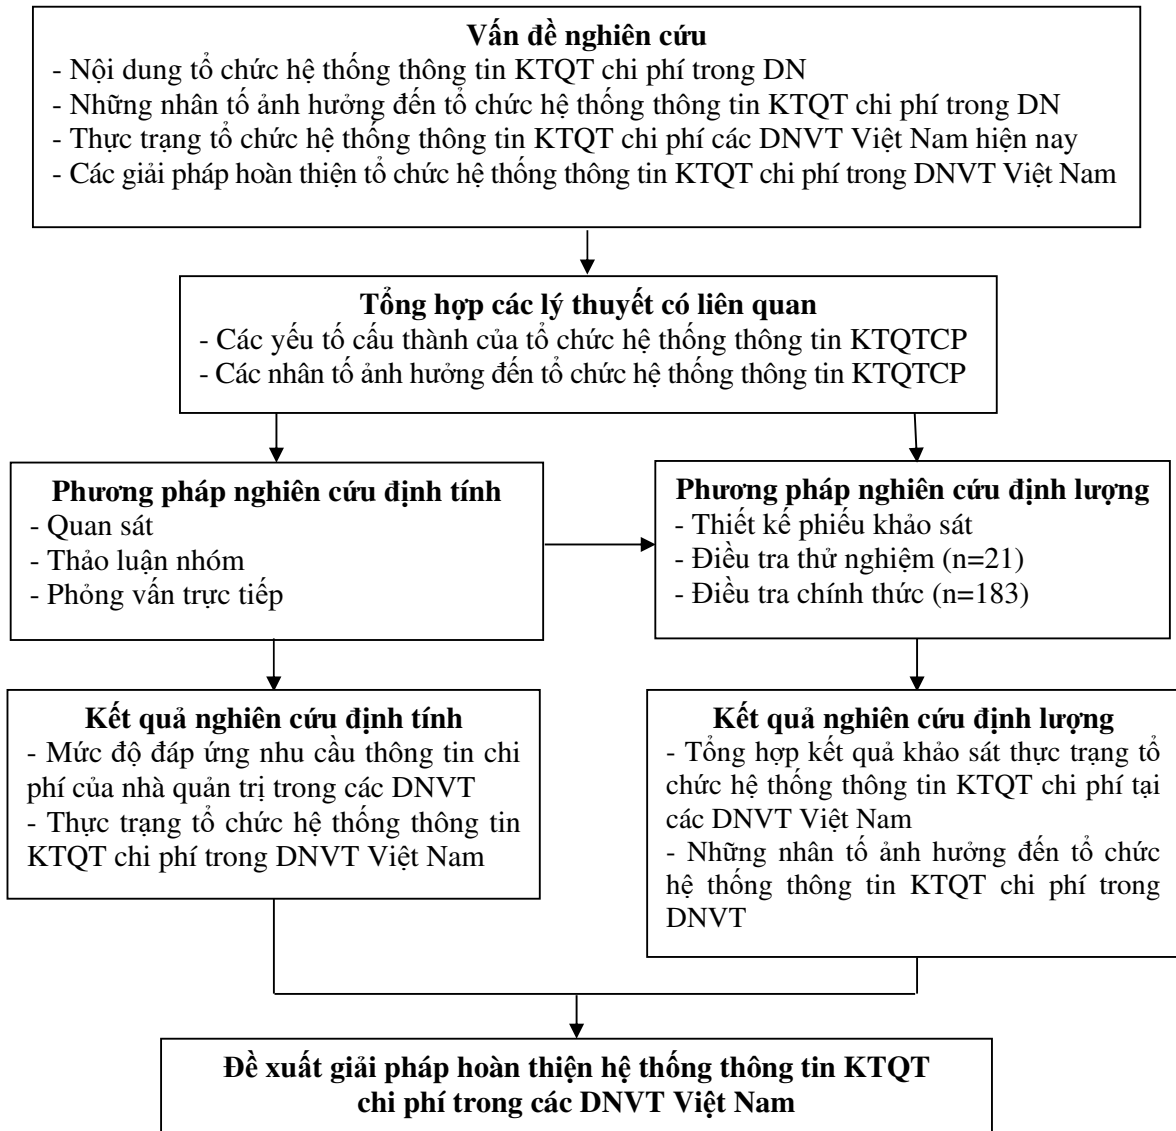 Vấn đề nghiên cứu
- Nội dung tổ chức hệ thống thông tin KTQT chi phí trong DN
- Những nhân tố ảnh hưởng đến tổ chức hệ thống thông tin KTQT chi phí trong DN
- Thực trạng tổ chức hệ thống thông tin KTQT chi phí các DNVT Việt Nam hiện nay
- Các giải pháp hoàn thiện tổ chức hệ thống thông tin KTQT chi phí trong DNVT Việt Nam
Tổng hợp các lý thuyết có liên quan
- Các yếu tố cấu thành của tổ chức hệ thống thông tin KTQTCP
- Các nhân tố ảnh hưởng đến tổ chức hệ thống thông tin KTQTCP
Phương pháp nghiên cứu định tính
- Quan sát
- Thảo luận nhóm
- Phỏng vấn trực tiếp
Phương pháp nghiên cứu định lượng
- Thiết kế phiếu khảo sát
- Điều tra thử nghiệm (n=21)
- Điều tra chính thức (n=183)
Kết quả nghiên cứu định tính
- Mức độ đáp ứng nhu cầu thông tin chi
phí của nhà quản trị trong các DNVT
- Thực trạng tổ chức hệ thống thông tin
KTQT chi phí trong DNVT Việt Nam
Kết quả nghiên cứu định lượng
- Tổng hợp kết quả khảo sát thực trạng tổ
chức hệ thống thông tin KTQT chi phí tại
các DNVT Việt Nam
- Những nhân tố ảnh hưởng đến tổ chức
hệ thống thông tin KTQT chi phí trong
DNVT
Đề xuất giải pháp hoàn thiện hệ thống thông tin KTQT
chi phí trong các DNVT Việt Nam